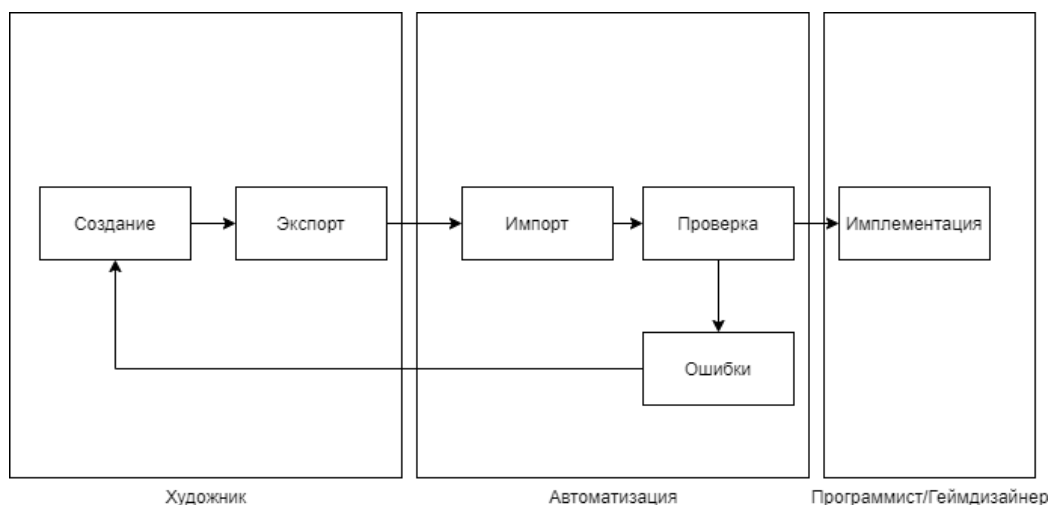 Создание
Экспорт
Импорт
Проверка
Имплементация
Ошибки
Художник
Автоматизация
Программист/Геймдизайнер